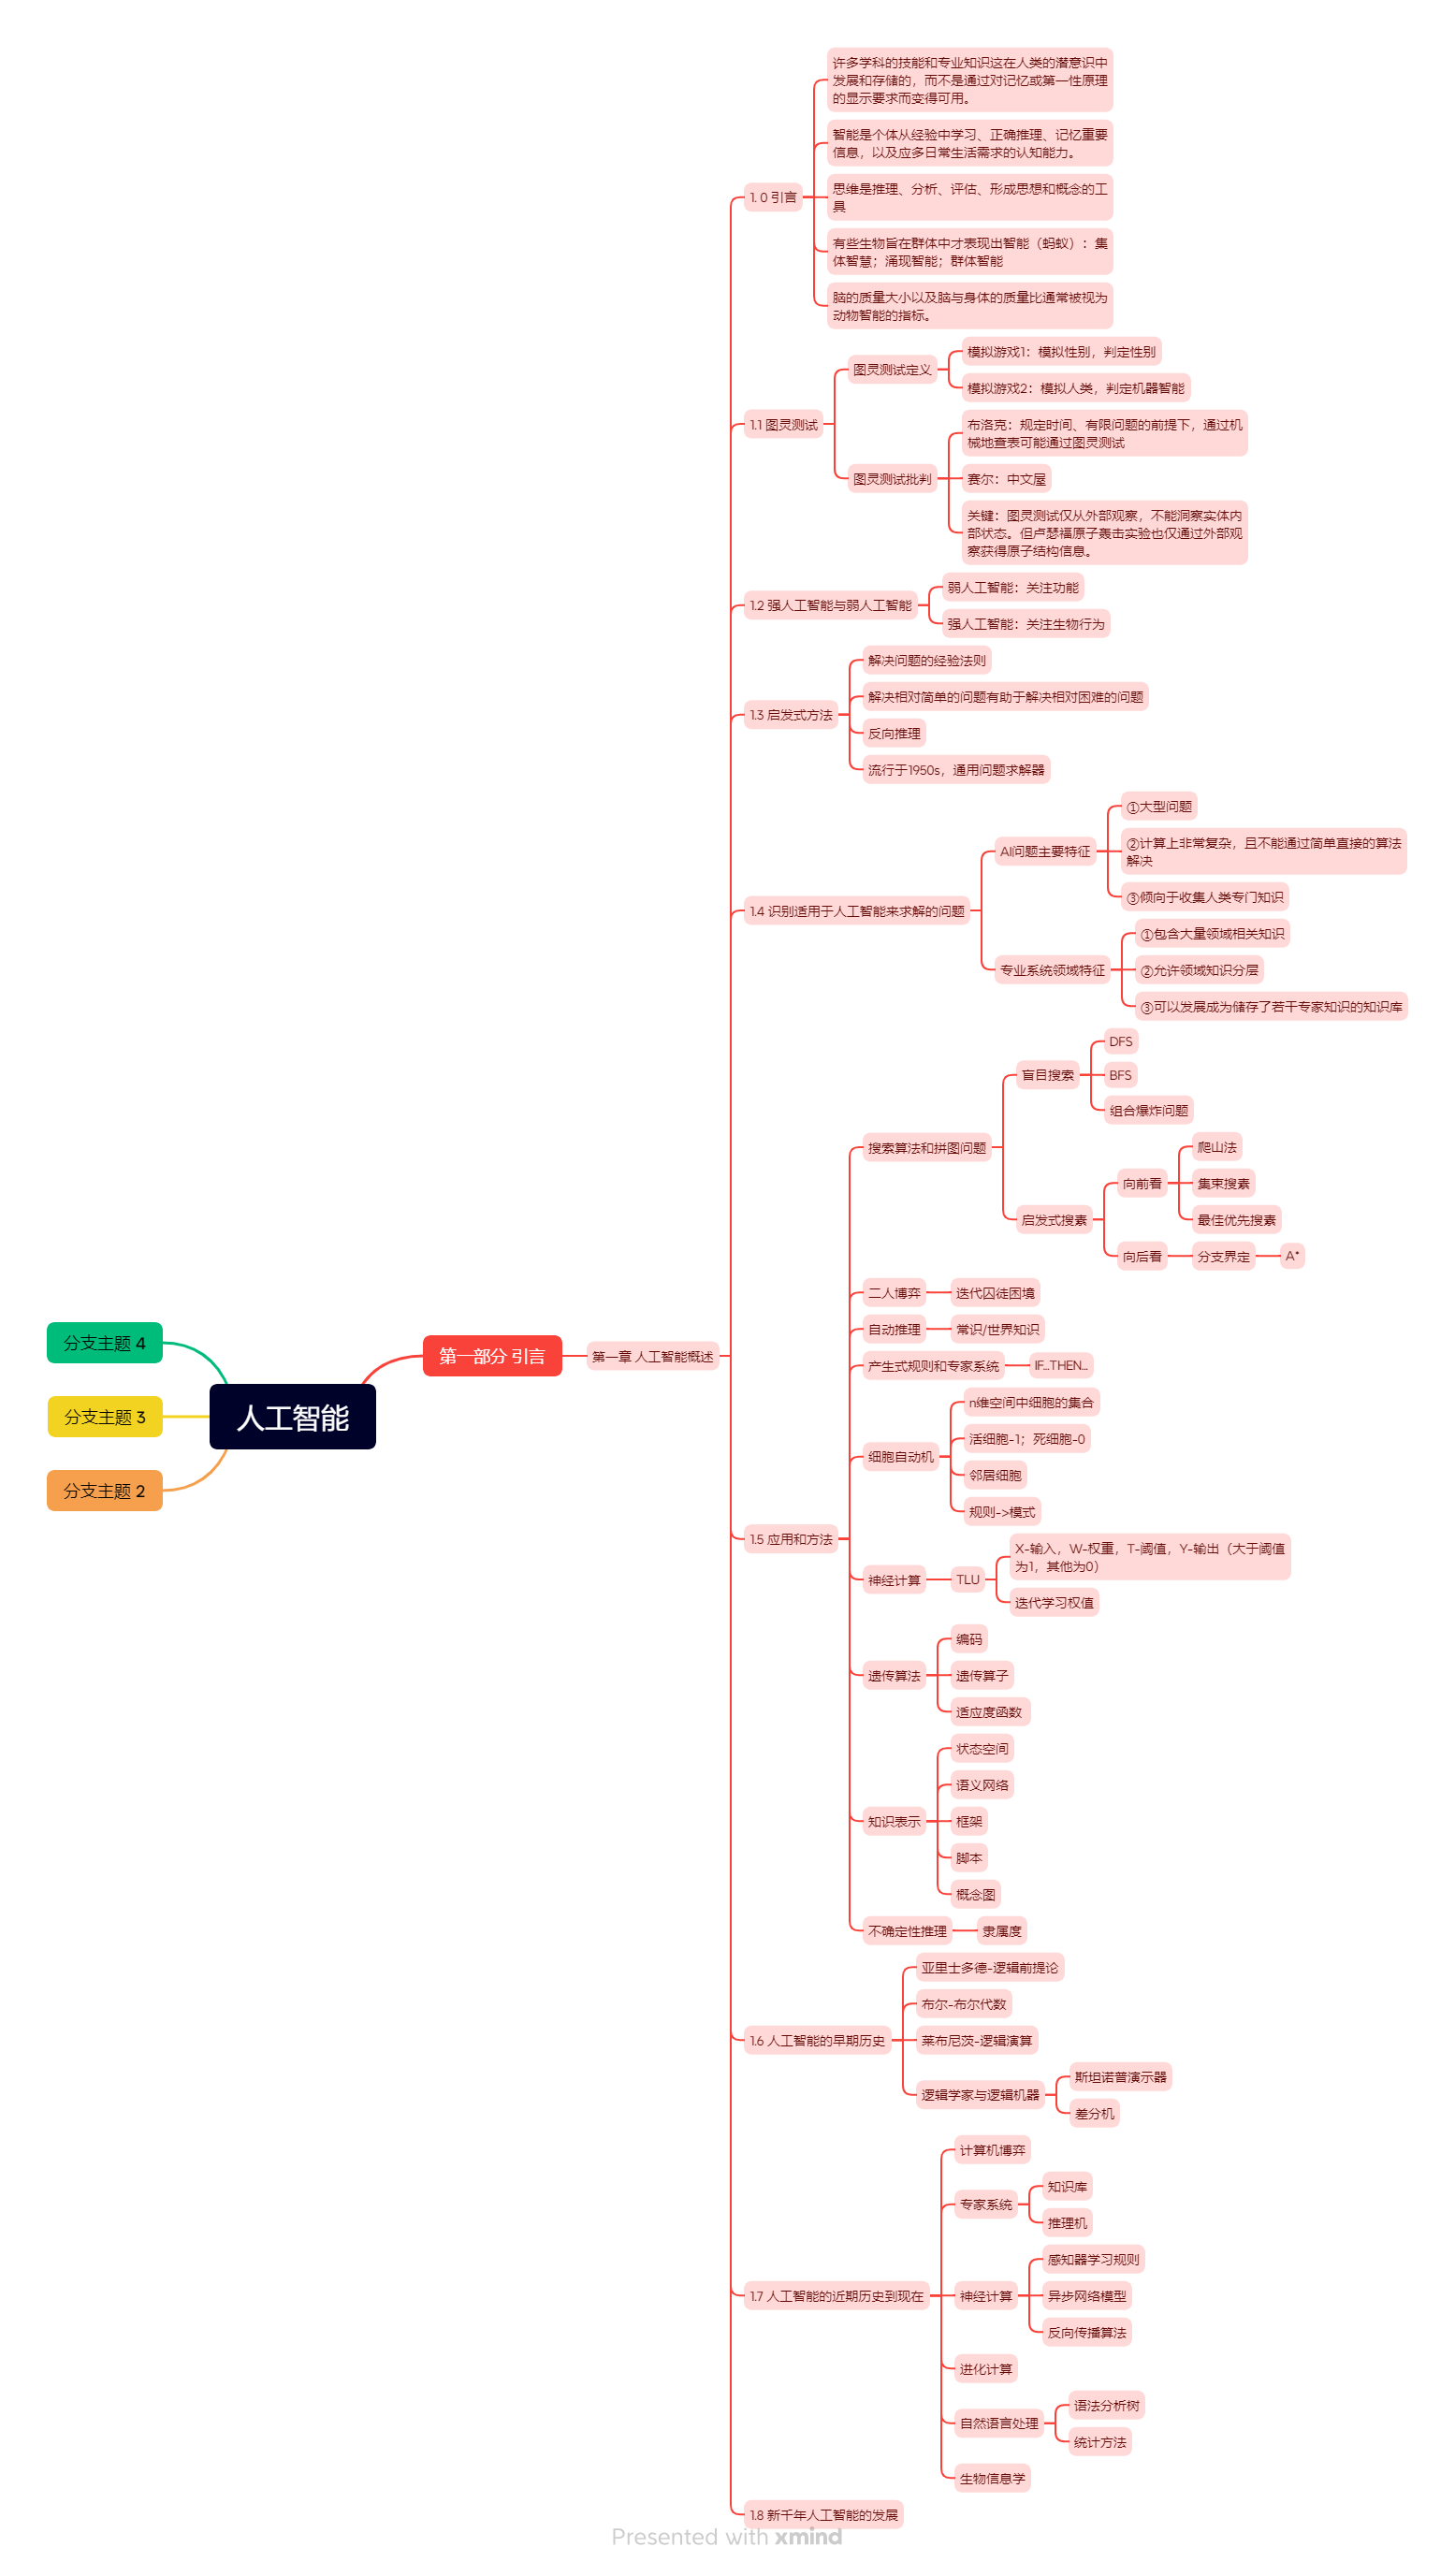 人工智能
分支主题 4
分支主题 3
分支主题 2
第一部分 引言
第一章 人工智能概述
1. 0 引言
许多学科的技能和专业知识这在人类的潜意识中
发展和存储的，而不是通过对记忆或第一性原理
的显示要求而变得可用。
智能是个体从经验中学习、正确推理、记忆重要
信息，以及应多日常生活需求的认知能力。
思维是推理、分析、评估、形成思想和概念的工
具
有些生物旨在群体中才表现出智能（蚂蚁）：集
体智慧；涌现智能；群体智能
脑的质量大小以及脑与身体的质量比通常被视为
动物智能的指标。
1.1 图灵测试
图灵测试定义
模拟游戏1：模拟性别，判定性别
模拟游戏2：模拟人类，判定机器智能
图灵测试批判
布洛克：规定时间、有限问题的前提下，通过机
械地查表可能通过图灵测试
赛尔：中文屋
关键：图灵测试仅从外部观察，不能洞察实体内
部状态。但卢瑟福原子轰击实验也仅通过外部观
察获得原子结构信息。
1.2 强人工智能与弱人工智能
弱人工智能：关注功能
强人工智能：关注生物行为
1.3 启发式方法
解决问题的经验法则
解决相对简单的问题有助于解决相对困难的问题
反向推理
流行于1950s，通用问题求解器
1.4 识别适用于人工智能来求解的问题
AI问题主要特征
①大型问题
②计算上非常复杂，且不能通过简单直接的算法
解决
③倾向于收集人类专门知识
专业系统领域特征
①包含大量领域相关知识
②允许领域知识分层
③可以发展成为储存了若干专家知识的知识库
1.5 应用和方法
搜索算法和拼图问题
盲目搜索
DFS
BFS
组合爆炸问题
启发式搜素
向前看
爬山法
集束搜素
最佳优先搜素
向后看
分支界定
A*
二人博弈
迭代囚徒困境
自动推理
常识/世界知识
产生式规则和专家系统
IF...THEN...
细胞自动机
n维空间中细胞的集合
活细胞-1；死细胞-0
邻居细胞
规则->模式
神经计算
TLU
X-输入，W-权重，T-阈值，Y-输出（大于阈值
为1，其他为0）
迭代学习权值
遗传算法
编码
遗传算子
适应度函数
知识表示
状态空间
语义网络
框架
脚本
概念图
不确定性推理
隶属度
1.6 人工智能的早期历史
亚里士多德-逻辑前提论
布尔-布尔代数
莱布尼茨-逻辑演算
逻辑学家与逻辑机器
斯坦诺普演示器
差分机
1.7 人工智能的近期历史到现在
计算机博弈
专家系统
知识库
推理机
神经计算
感知器学习规则
异步网络模型
反向传播算法
进化计算
自然语言处理
语法分析树
统计方法
生物信息学
1.8 新千年人工智能的发展
Presented with xmind